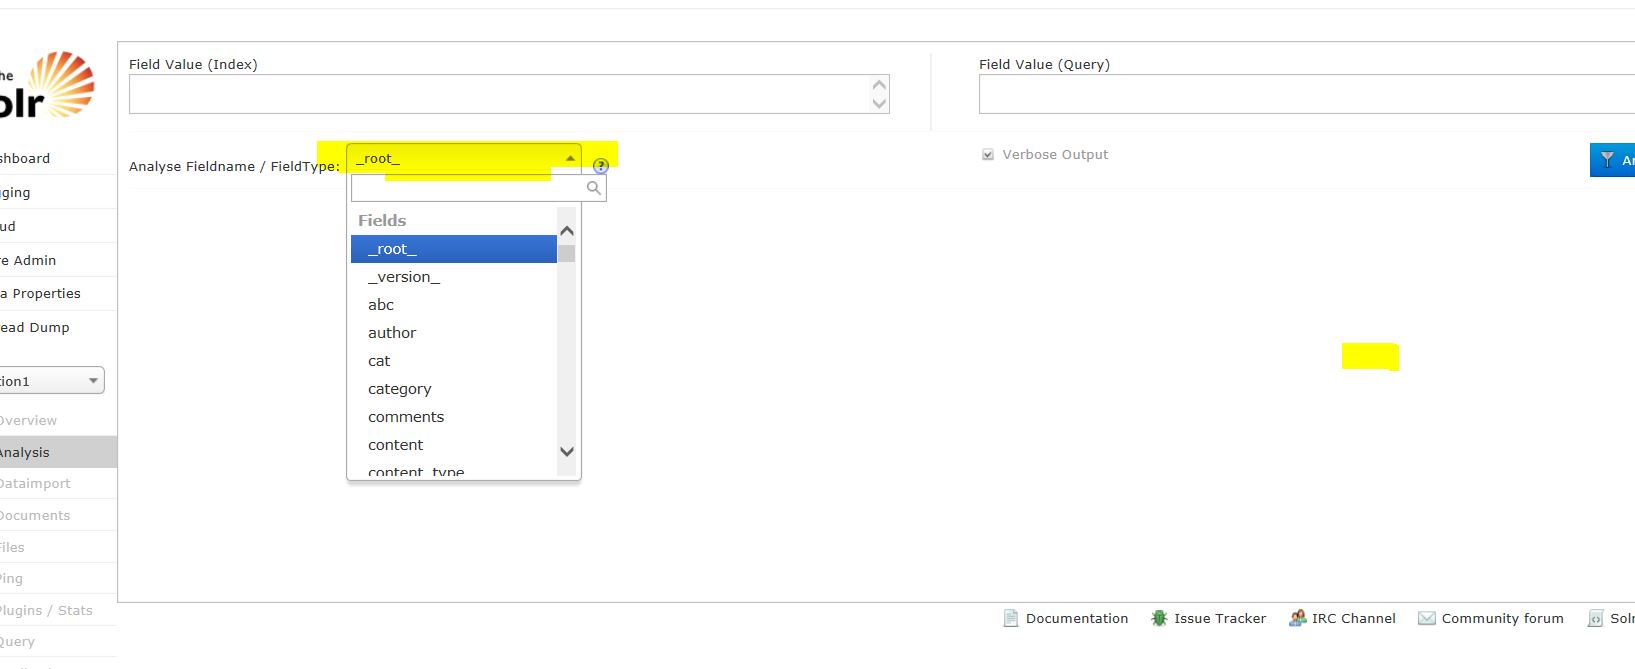 he
olr
Field Value (Index)
Field Value (Query)
Analyse Fieldname / FieldType:
_root_
?
Verbose Output
An
Fields
_root_
_version_
abc
author
cat
category
comments
content
content_type
shboard
ging
ud
re Admin
a Properties
read Dump
tion1
Overview
Analysis
Dataimport
Documents
Files
Ping
Plugins / Stats
Query
Documentation
Issue Tracker
IRC Channel
Community forum
Solr